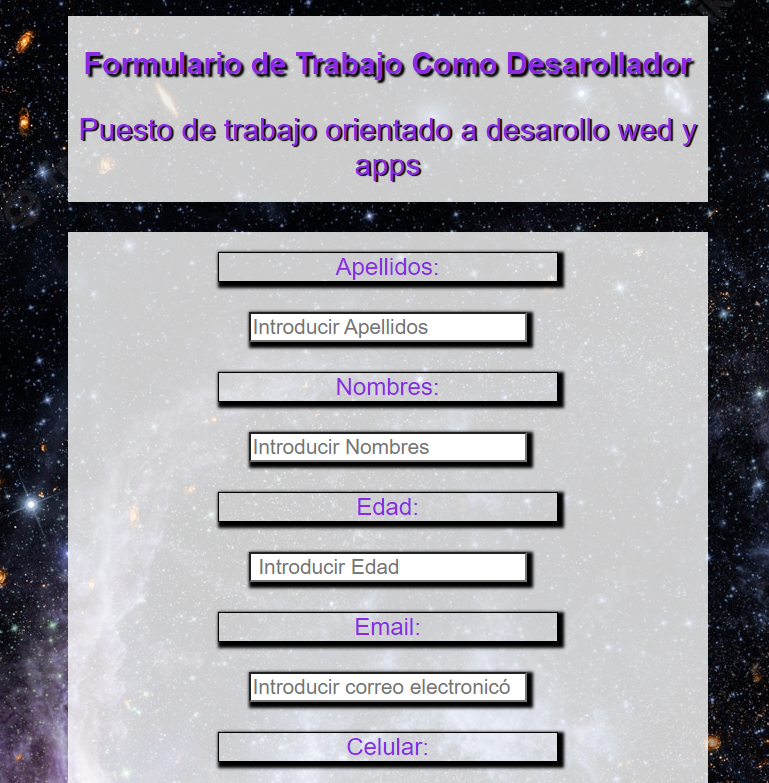 Formulario de Trabajo Como Desarollador
Puesto de trabajo orientado a desarollo wed y
apps
Apellidos:
Introducir Apellidos
Nombres:
Introducir Nombres
Edad:
Introducir Edad
Email:
Introducir correo electronicó
Celular: